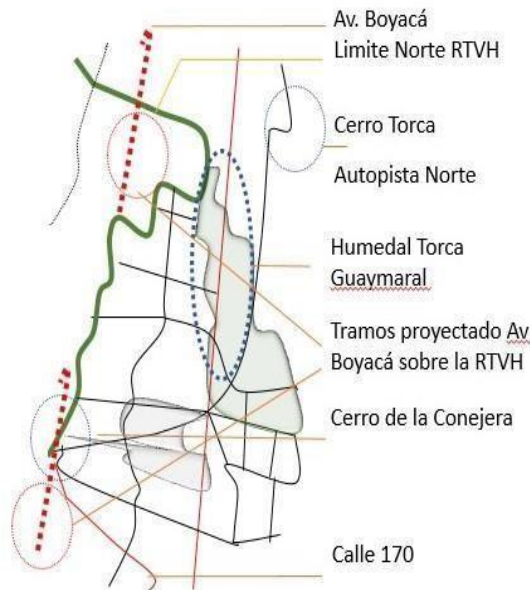 Av. Boyacá
Limite Norte RTVH
Cerro Torca
Autopista Norte
Humedal Torca
Guaymaral
Tramos proyectado Av
Boyacá sobre la RTVH
Cerro de la Conejera
Calle 170